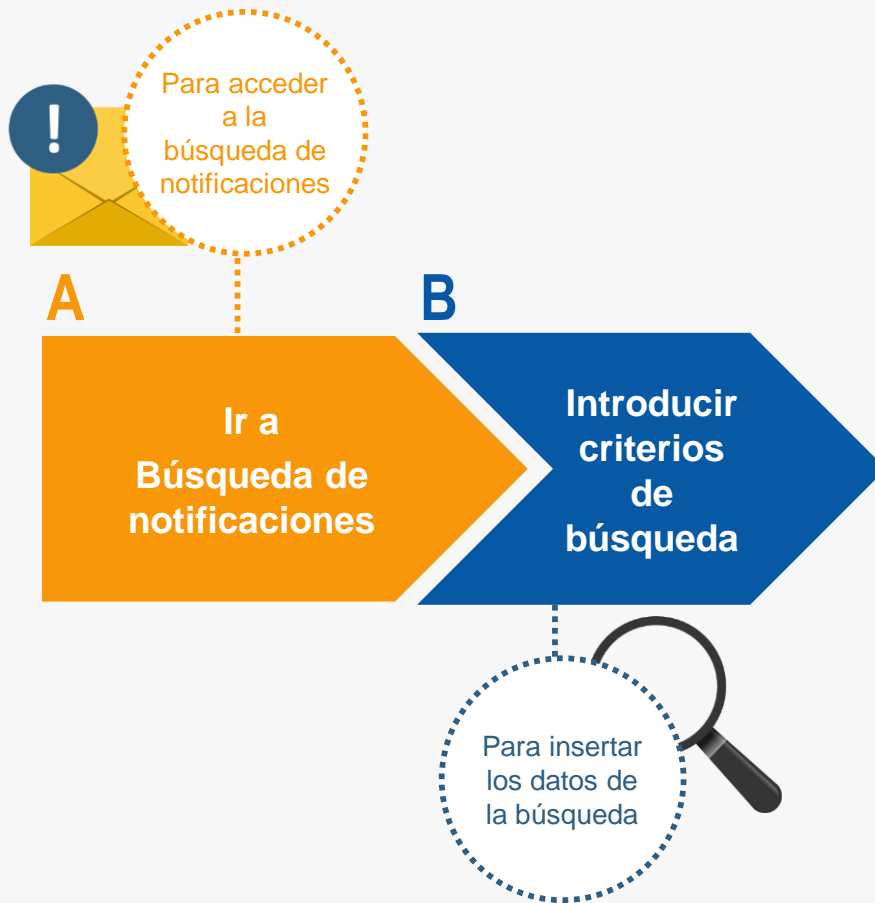 !
Para acceder
a la
búsqueda de
notificaciones
A
Ir a
Búsqueda de
notificaciones
B
Introducir
criterios
de
búsqueda
Para insertar
los datos de
la búsqueda